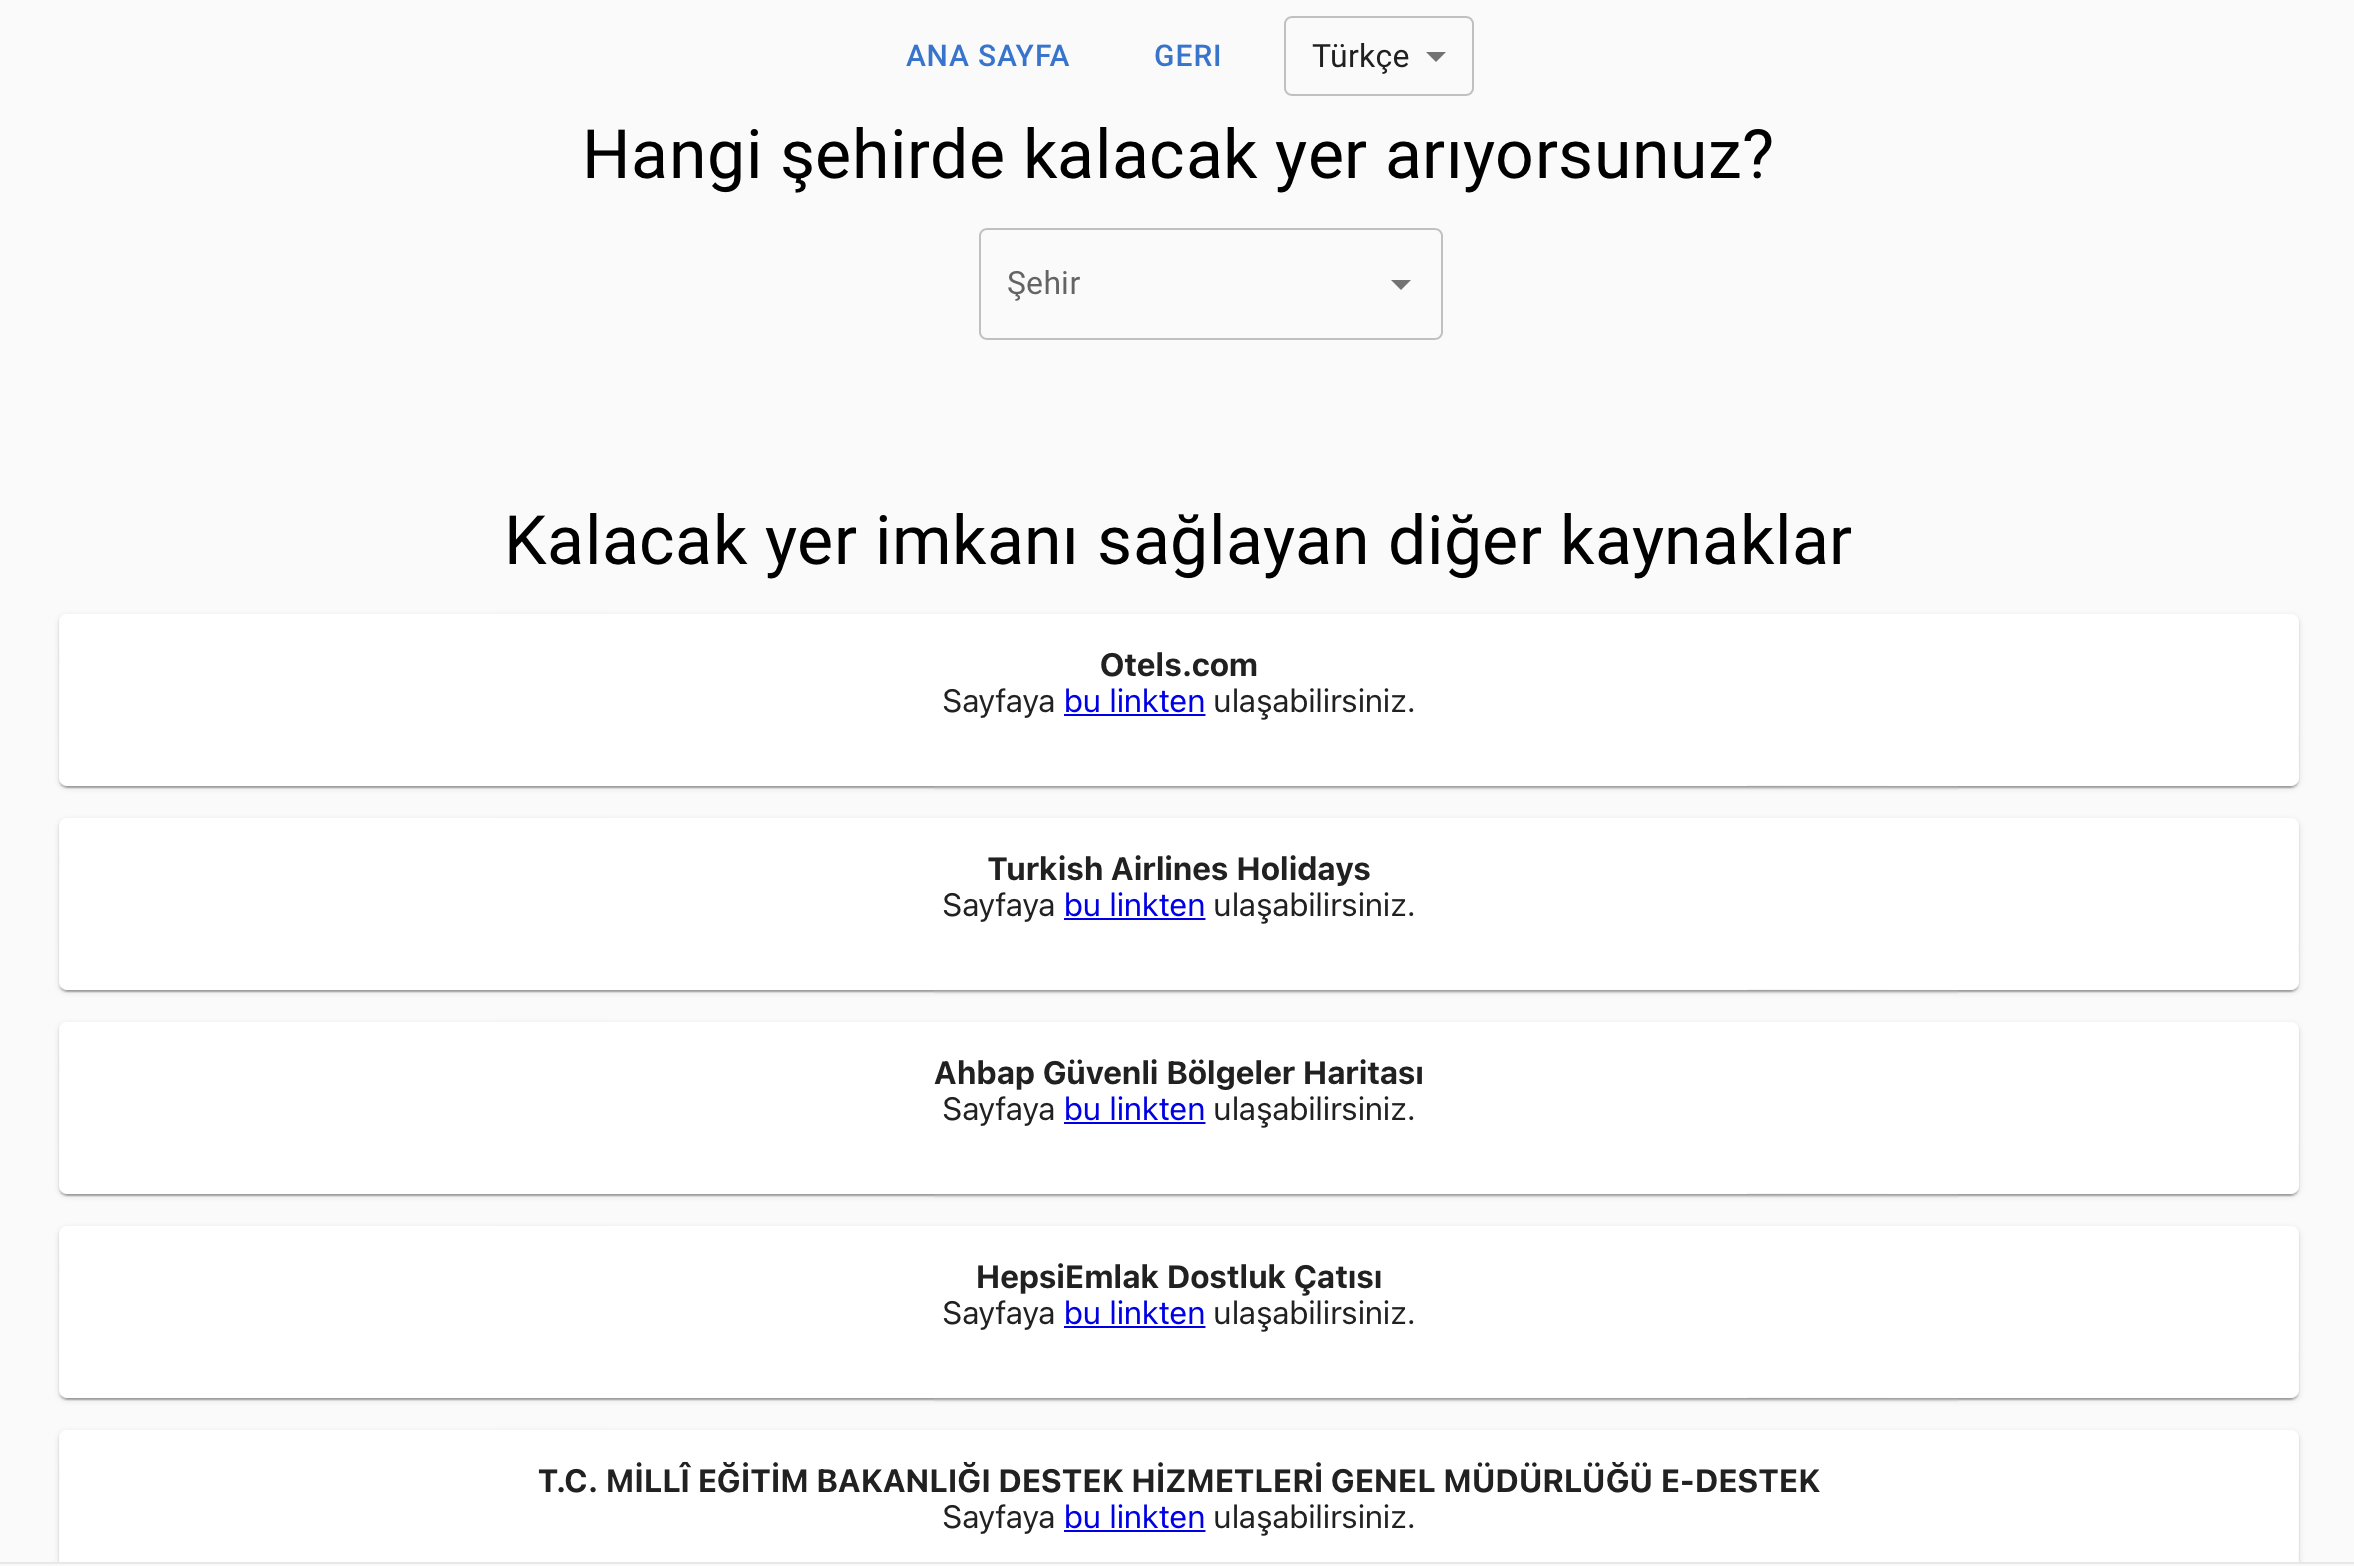 ANA SAYFA GERI Türkçe
Hangi şehirde kalacak yer arıyorsunuz?
Şehir
Kalacak yer imkanı sağlayan diğer kaynaklar
Otels.com
Sayfaya bu linkten ulaşabilirsiniz.
Turkish Airlines Holidays
Sayfaya bu linkten ulaşabilirsiniz.
Ahbap Güvenli Bölgeler Haritası
Sayfaya bu linkten ulaşabilirsiniz.
HepsiEmlak Dostluk Çatısı
Sayfaya bu linkten ulaşabilirsiniz.
T.C. MİLLÎ EĞİTİM BAKANLIĞI DESTEK HİZMETLERİ GENEL MÜDÜRLÜĞÜ E-DESTEK
Sayfaya bu linkten ulaşabilirsiniz.